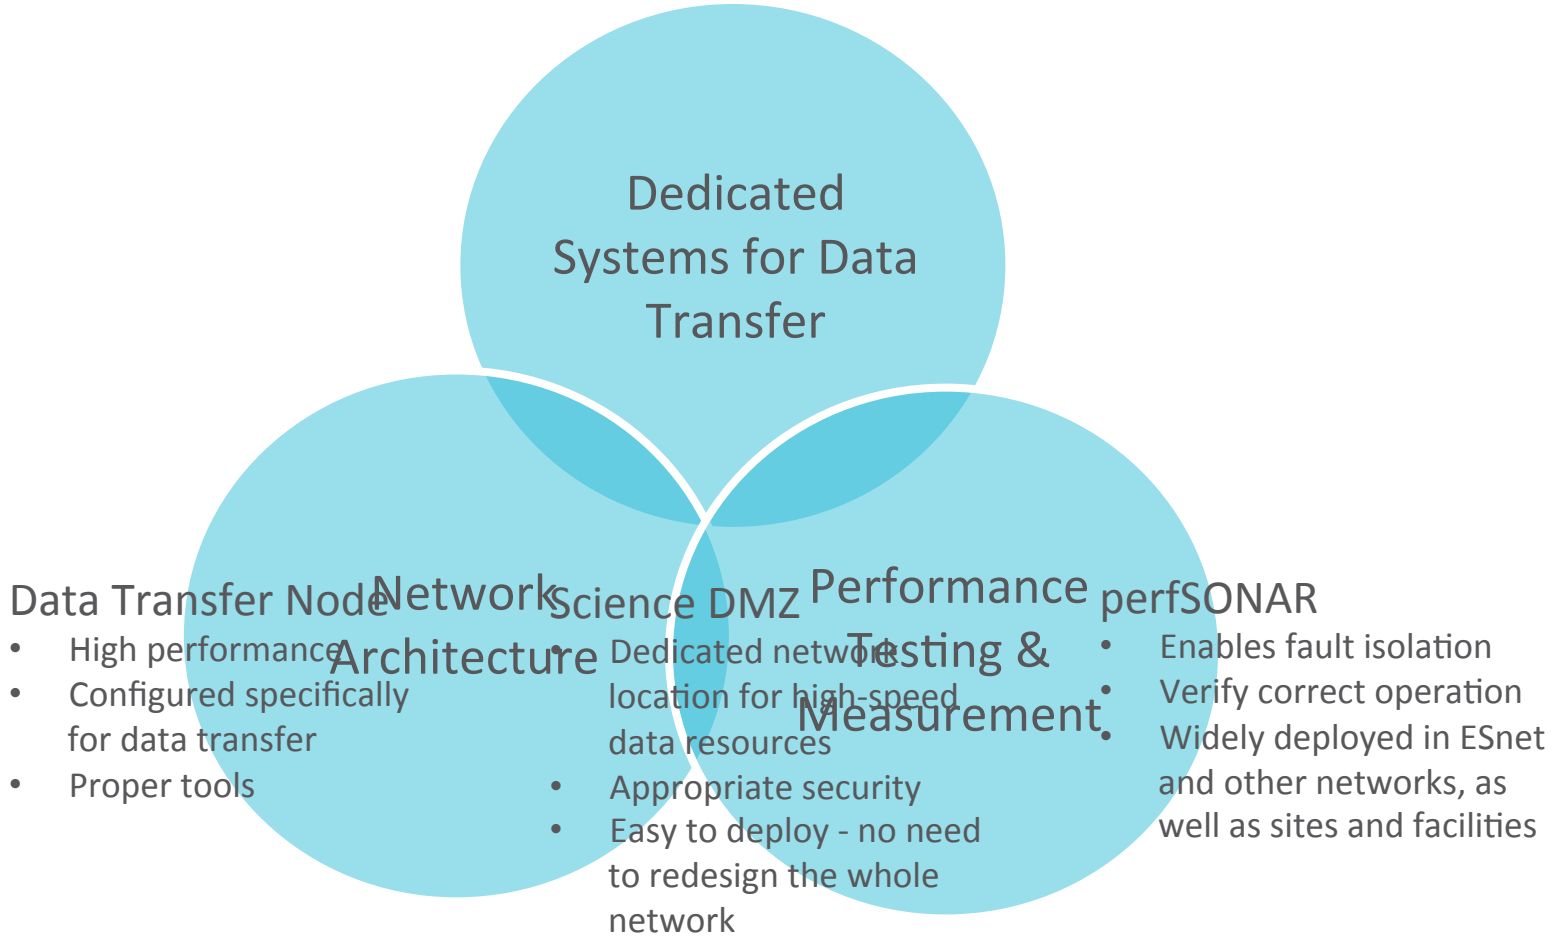 Dedicated
Systems for Data
Transfer
Network
Architecture
Performance
Testing &
Measurement
Data Transfer Node
• High performance
• Configured specifically
for data transfer
• Proper tools
Science DMZ
• Dedicated network
location for high-speed
data resources
• Appropriate security
• Easy to deploy - no need
to redesign the whole
network
perfSONAR
• Enables fault isolation
• Verify correct operation
• Widely deployed in ESnet
and other networks, as
well as sites and facilities